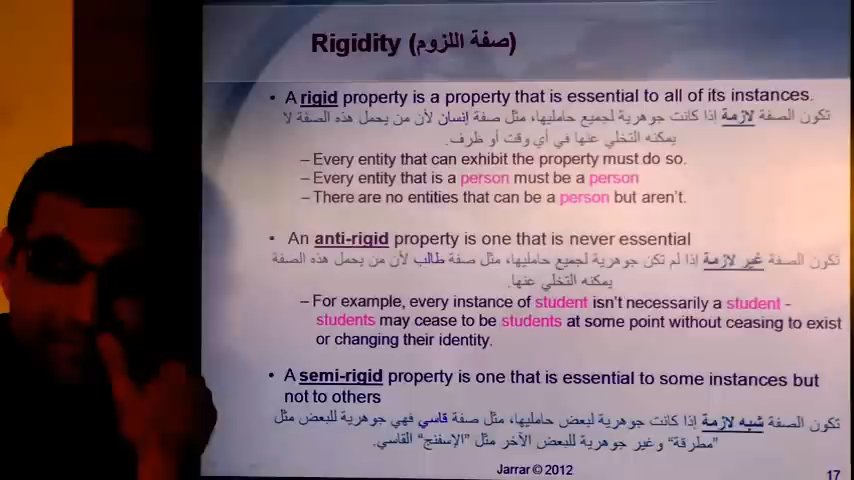 Rigidity (صفة اللزوم)
• A rigid property is a property that is essential to all of its instances.
تكون الصفة لازمة اذا كانت جوهرية لجميع حامليها، مثل صفة إنسان لأن من يحمل هذه الصفة لا
يمكنه التخلي عنها في أي وقت أو ظرف.
– Every entity that can exhibit the property must do so.
– Every entity that is a person must be a person
– There are no entities that can be a person but aren't.
• An anti-rigid property is one that is never essential
تكون الصفة غير لازمة إذا لم تكن جوهرية لجميع حامليها، مثل صفة طالب لأن من يحمل هذه الصفة
يمكنه التخلي عنها.
– For example, every instance of student isn't necessarily a student -
students may cease to be students at some point without ceasing to exist
or changing their identity.
• A semi-rigid property is one that is essential to some instances but
not to others
تكون الصفة شبه لازمة إذا كانت جوهرية لبعض حامليها، مثل صفة قاسي فهي جوهرية للبعض مثل
"مطرقة" وغير جوهرية للبعض الآخر مثل "الإسفنج" القاسي.
Jarrar © 2012
17